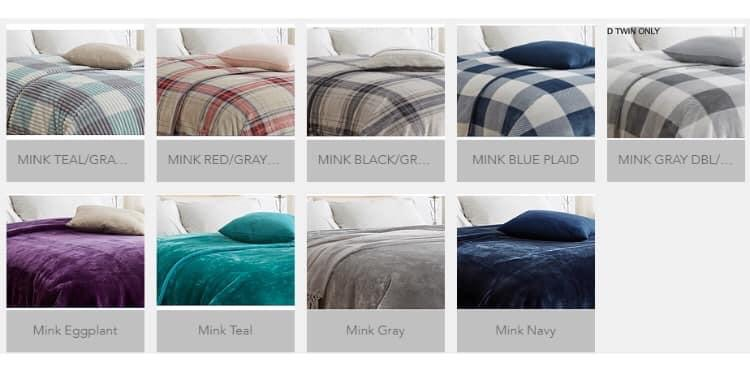 D TWIN ONLY
MINK TEAL/GRA...
MINK RED/GRAY...
MINK BLACK/GR...
MINK BLUE PLAID
MINK GRAY DBL/...
Mink Eggplant
Mink Teal
Mink Gray
Mink Navy